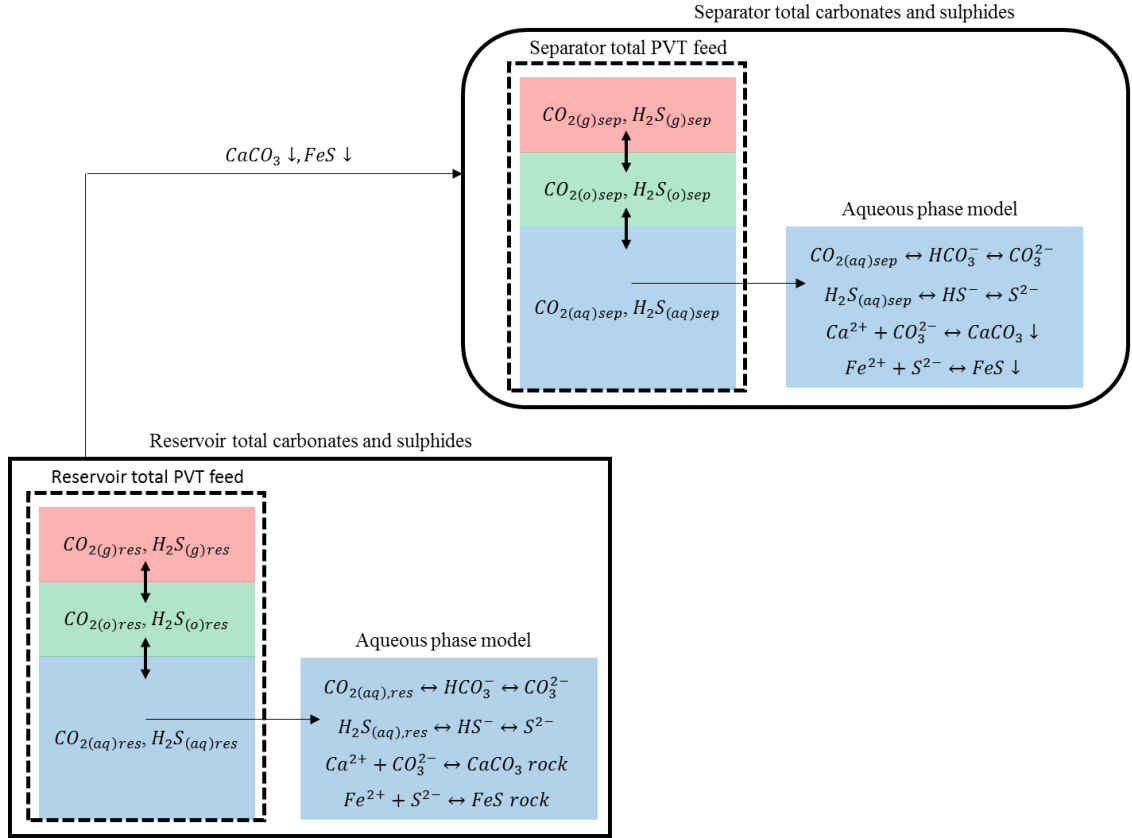 Separator total carbonates and sulphides
Separator total PVT feed
CO₂₍g₎sep, H₂S₍g₎sep
CaCO₃ ↓, FeS ↓
CO₂₍o₎sep, H₂S₍o₎sep
Aqueous phase model
CO₂₍aq₎sep ↔ HCO₃⁻ ↔ CO₃²⁻
H₂S₍aq₎sep ↔ HS⁻ ↔ S²⁻
CO₂₍aq₎sep, H₂S₍aq₎sep
Ca²⁺ + CO₃²⁻ ↔ CaCO₃ ↓
Fe²⁺ + S²⁻ ↔ FeS ↓
Reservoir total carbonates and sulphides
Reservoir total PVT feed
CO₂₍g₎res, H₂S₍g₎res
CO₂₍o₎res, H₂S₍o₎res
Aqueous phase model
CO₂₍aq₎,res ↔ HCO₃⁻ ↔ CO₃²⁻
H₂S₍aq₎,res ↔ HS⁻ ↔ S²⁻
CO₂₍aq₎res, H₂S₍aq₎res
Ca²⁺ + CO₃²⁻ ↔ CaCO₃ rock
Fe²⁺ + S²⁻ ↔ FeS rock